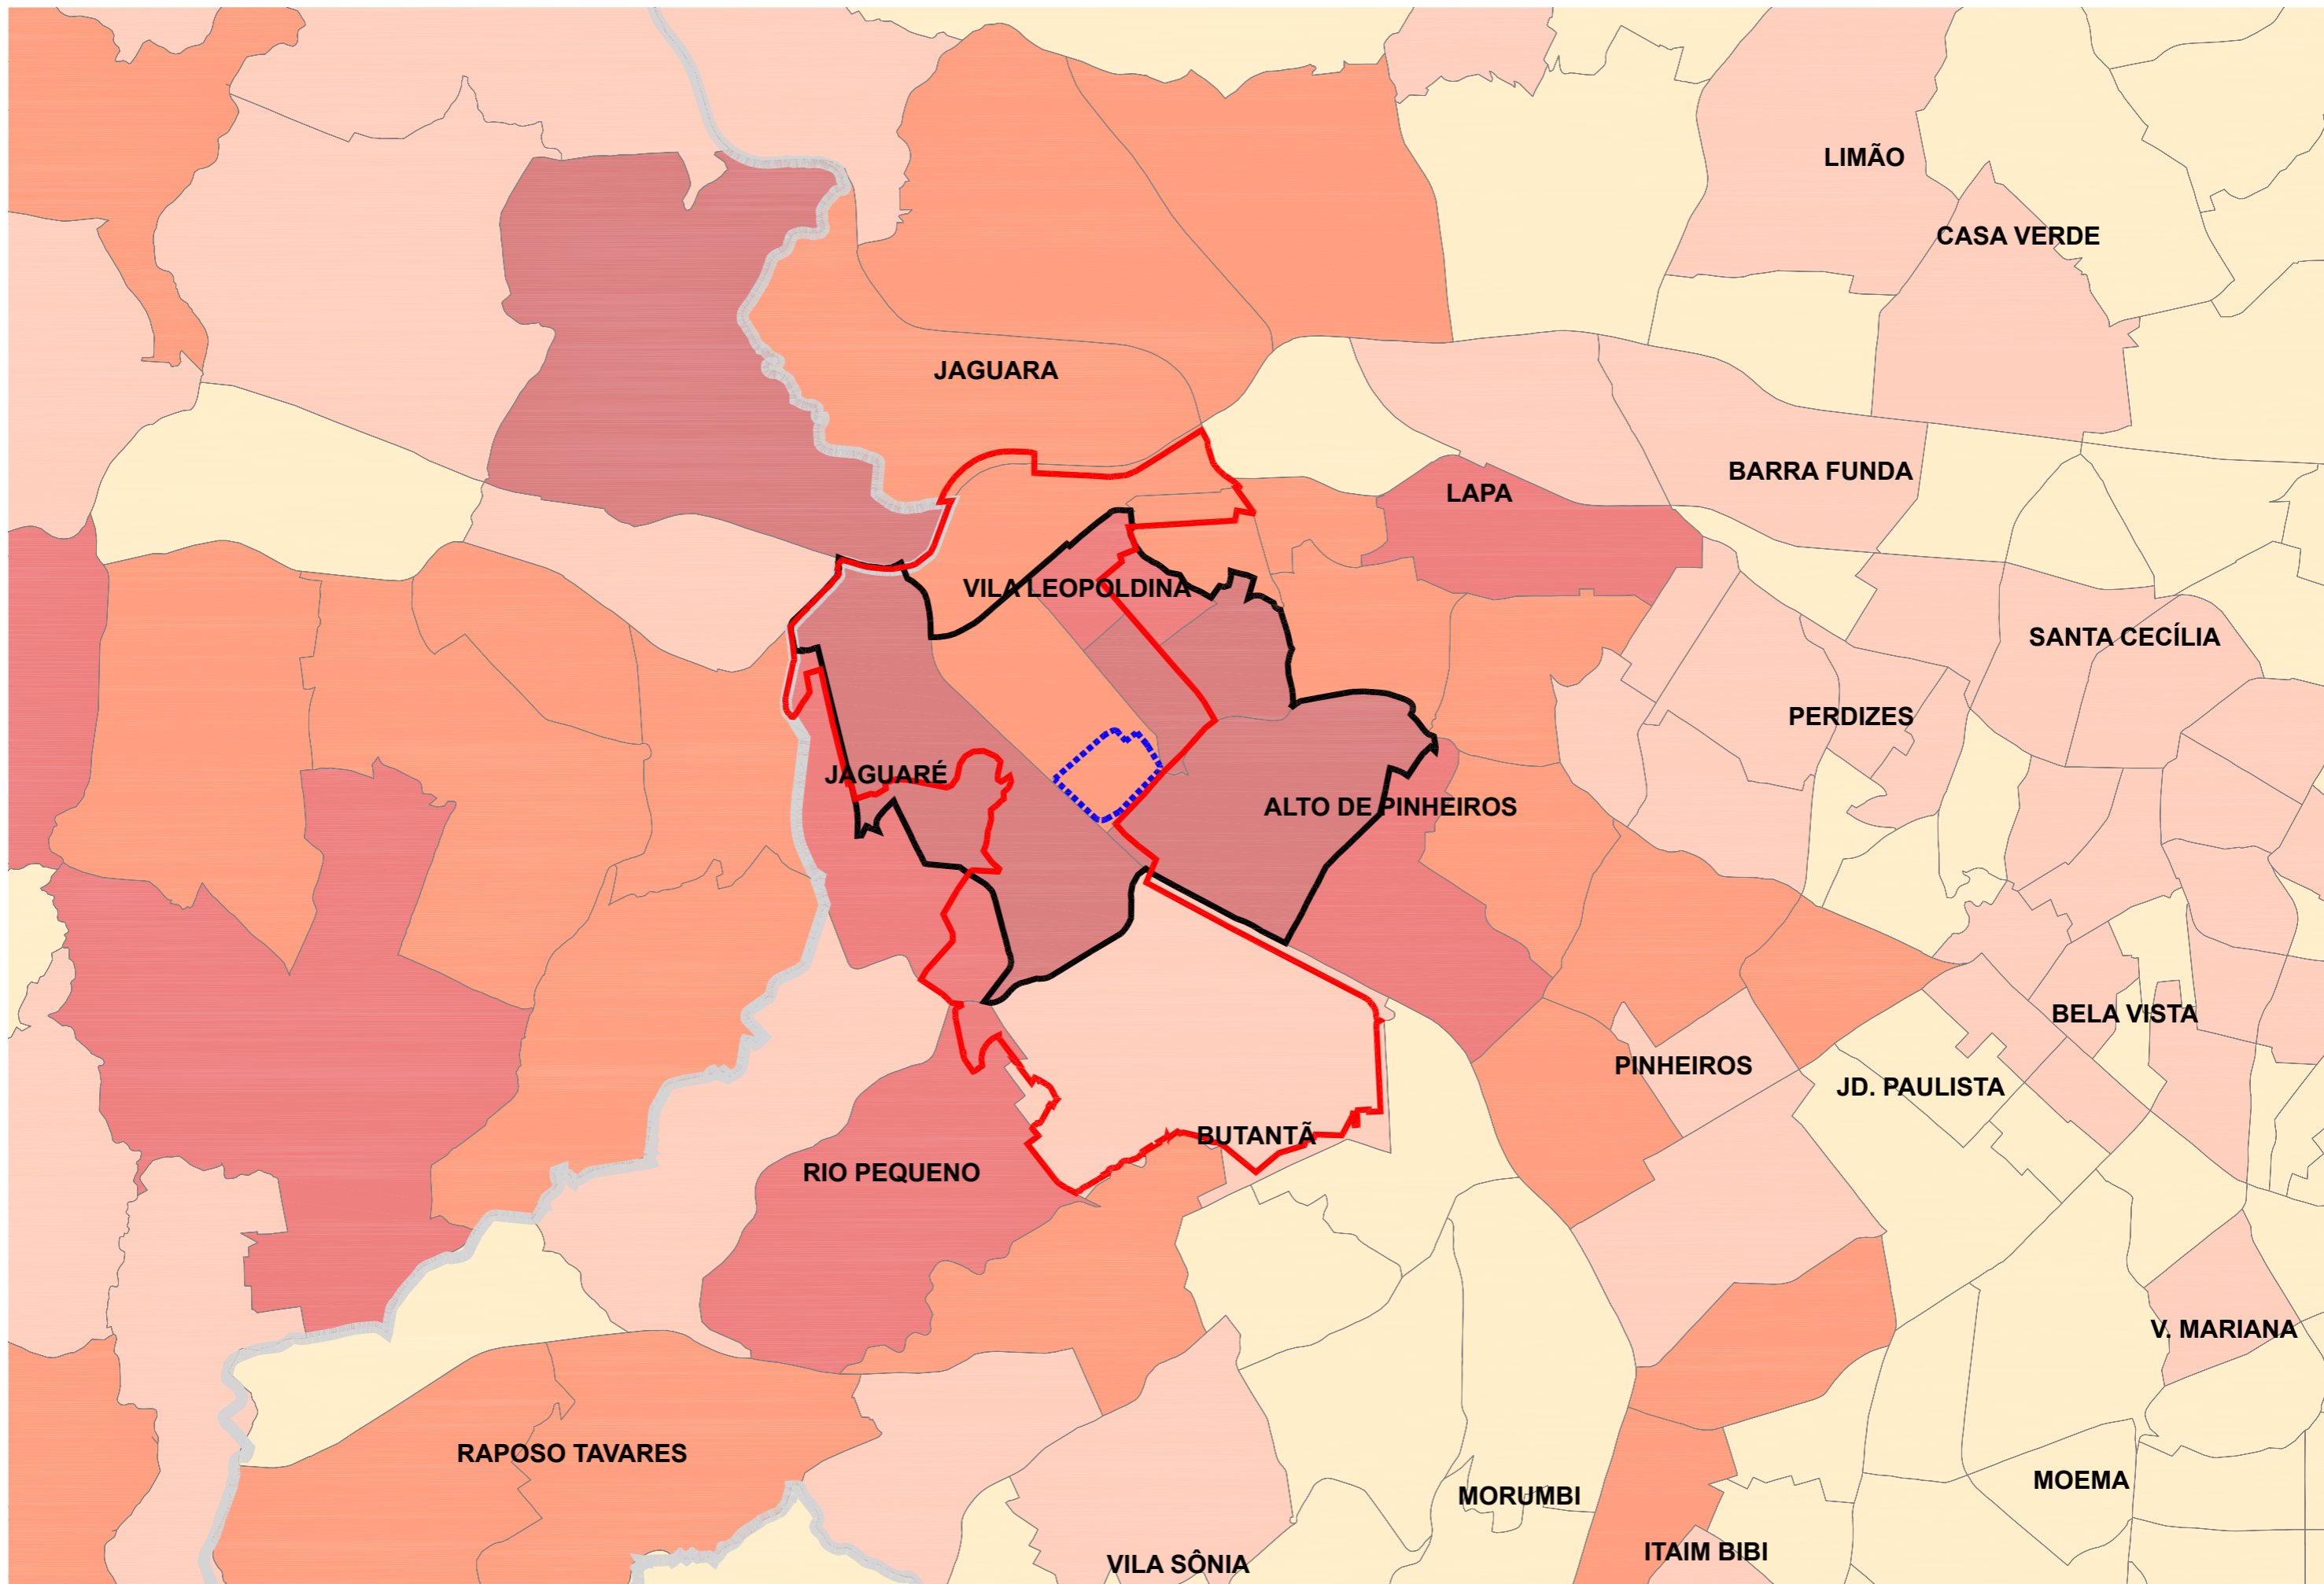 LIMÃO
CASA VERDE
JAGUARA
BARRA FUNDA
LAPA
VILA LEOPOLDINA
SANTA CECÍLIA
PERDIZES
JAGUARÉ
ALTO DE PINHEIROS
BELA VISTA
PINHEIROS
JD. PAULISTA
BUTANTÃ
RIO PEQUENO
V. MARIANA
RAPOSO TAVARES
MOEMA
MORUMBI
ITAIM BIBI
VILA SÔNIA